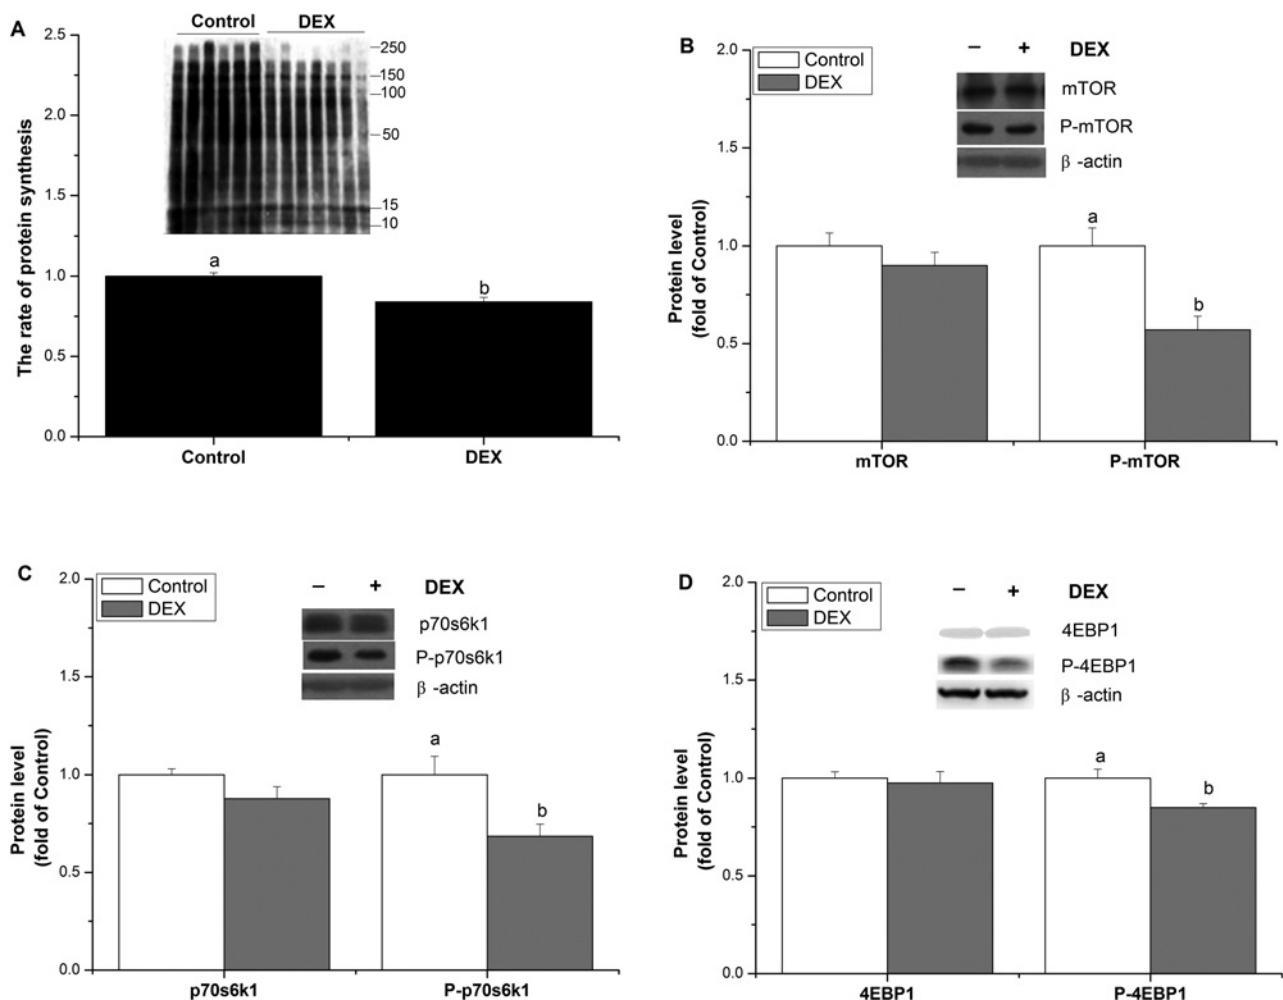 A
Control DEX
2.5
2.0
1.5
1.0
0.5
0.0
The rate of protein synthesis
250
150
100
50
15
10
a
b
Control DEX
B
Control
DEX
− + DEX
mTOR
P-mTOR
β -actin
2.0
1.5
1.0
0.5
0.0
Protein level
(fold of Control)
a
b
mTOR P-mTOR
C
Control
DEX
− + DEX
p70s6k1
P-p70s6k1
β -actin
2.0
1.5
1.0
0.5
0.0
Protein level
(fold of Control)
a
b
p70s6k1 P-p70s6k1
D
Control
DEX
− + DEX
4EBP1
P-4EBP1
β -actin
2.0
1.5
1.0
0.5
0.0
Protein level
(fold of Control)
a
b
4EBP1 P-4EBP1